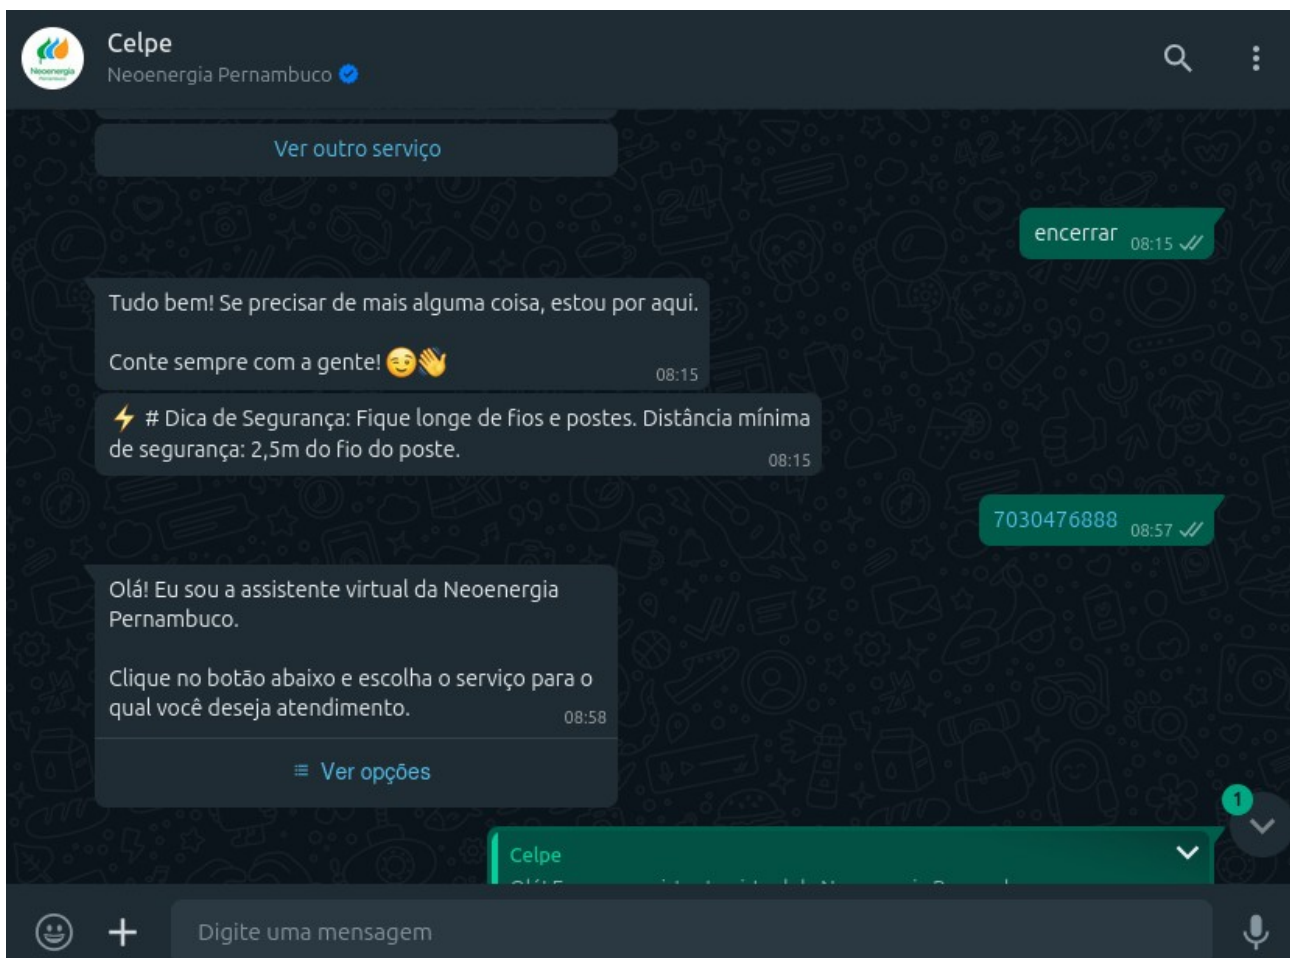 Celpe
Neoenergia Pernambuco
Neoenergia
Ver outro serviço
encerrar 08:15
Tudo bem! Se precisar de mais alguma coisa, estou por aqui.
Conte sempre com a gente! 😉👋
08:15
⚡ # Dica de Segurança: Fique longe de fios e postes. Distância mínima
de segurança: 2,5m do fio do poste.
08:15
7030476888 08:57
Olá! Eu sou a assistente virtual da Neoenergia
Pernambuco.
Clique no botão abaixo e escolha o serviço para o
qual você deseja atendimento.
08:58
Ver opções
1
Celpe
Digite uma mensagem